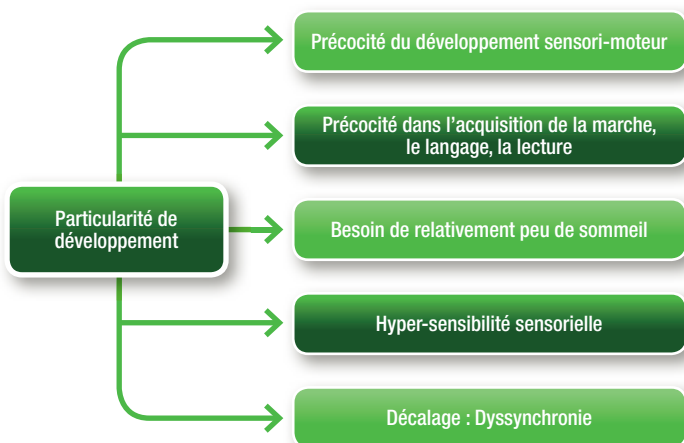 Précocité du développement sensori-moteur
Précocité dans l'acquisition de la marche,
le langage, la lecture
Particularité de
développement
Besoin de relativement peu de sommeil
Hyper-sensibilité sensorielle
Décalage : Dyssynchronie